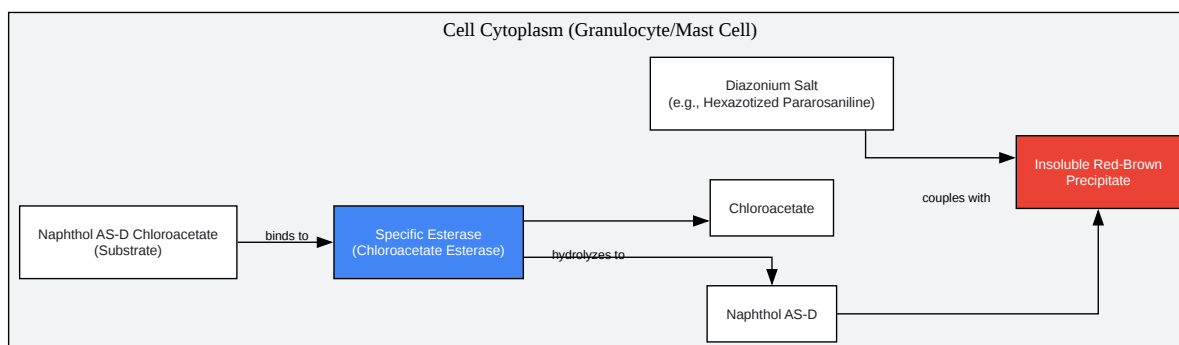 Cell Cytoplasm (Granulocyte/Mast Cell)
Diazonium Salt
(e.g., Hexazotized Pararosaniline)
Insoluble Red-Brown
Precipitate
couples with
Chloroacetate
Naphthol AS-D Chloroacetate
(Substrate)
binds to
Specific Esterase
(Chloroacetate Esterase)
hydrolyzes to
Naphthol AS-D